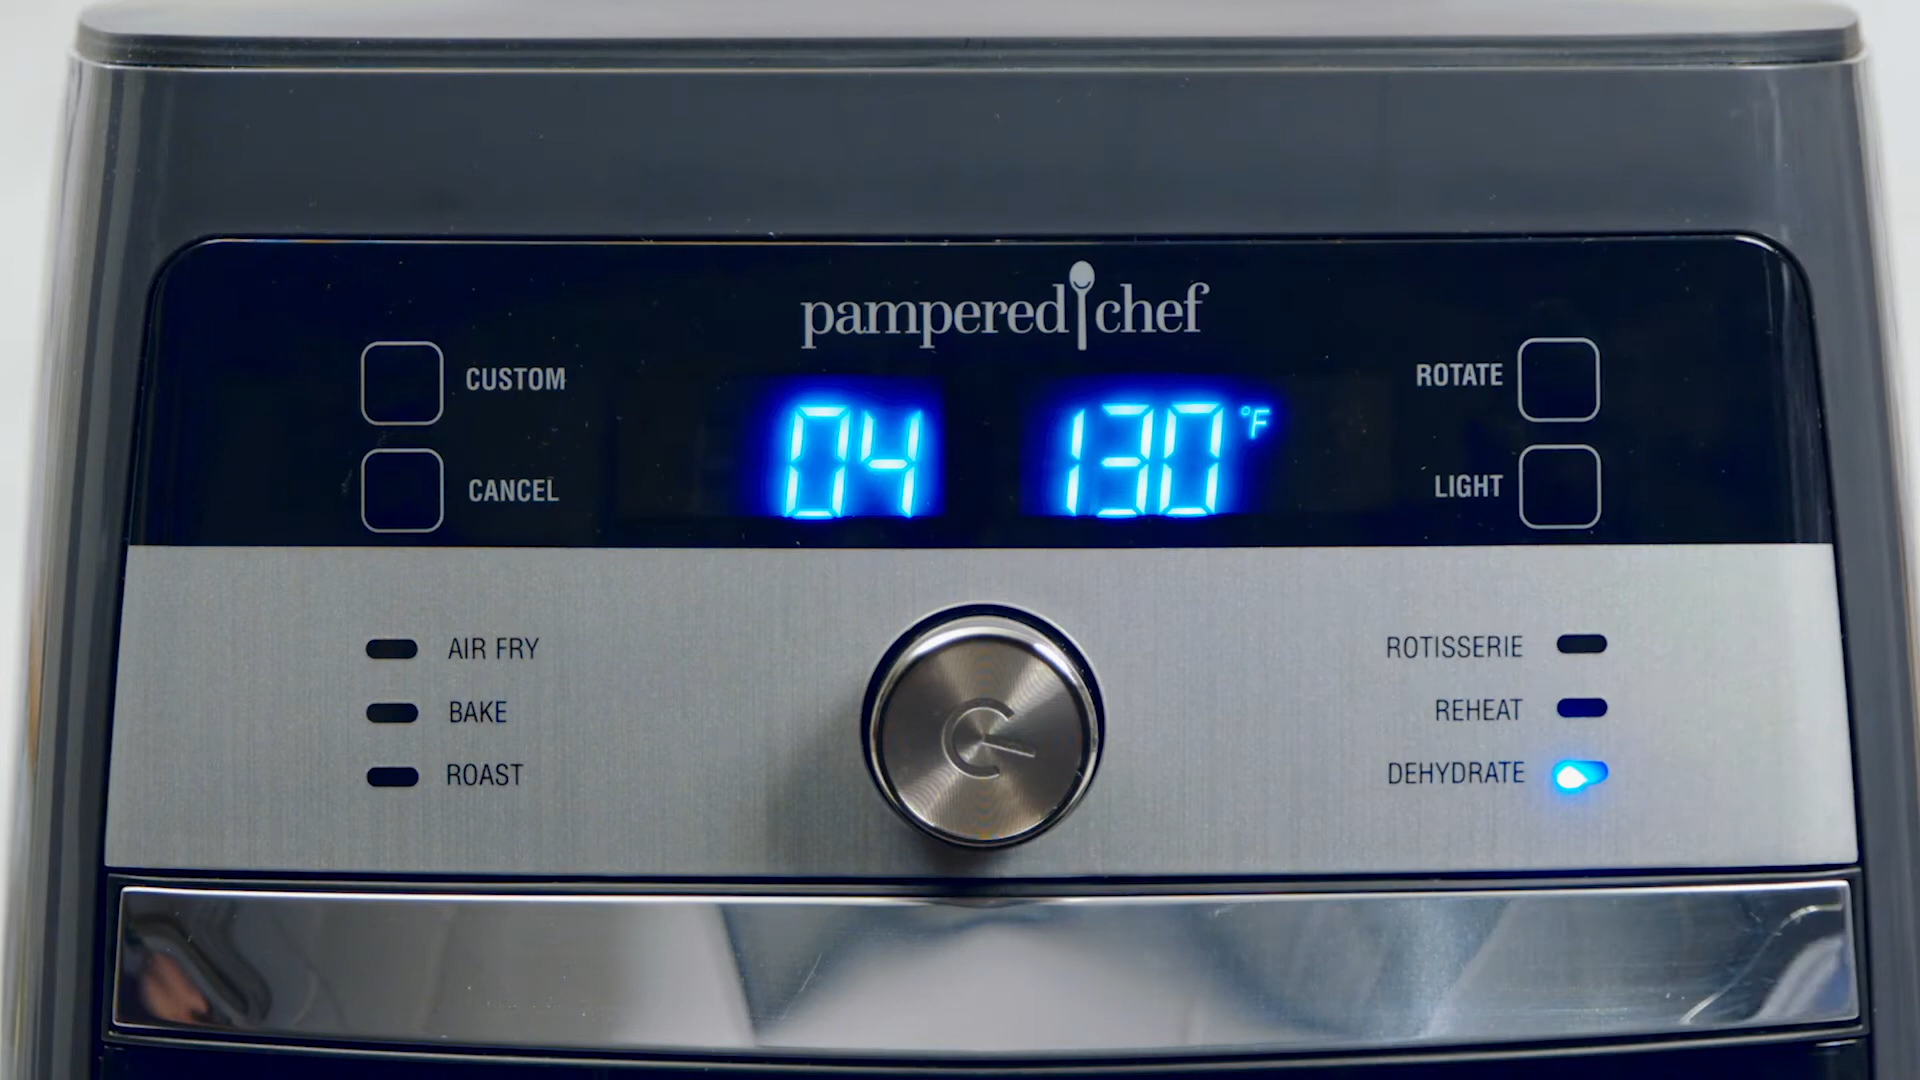 pampered chef
CUSTOM
ROTATE
04 130 °F
CANCEL
LIGHT
AIR FRY
ROTISSERIE
BAKE
REHEAT
ROAST
DEHYDRATE